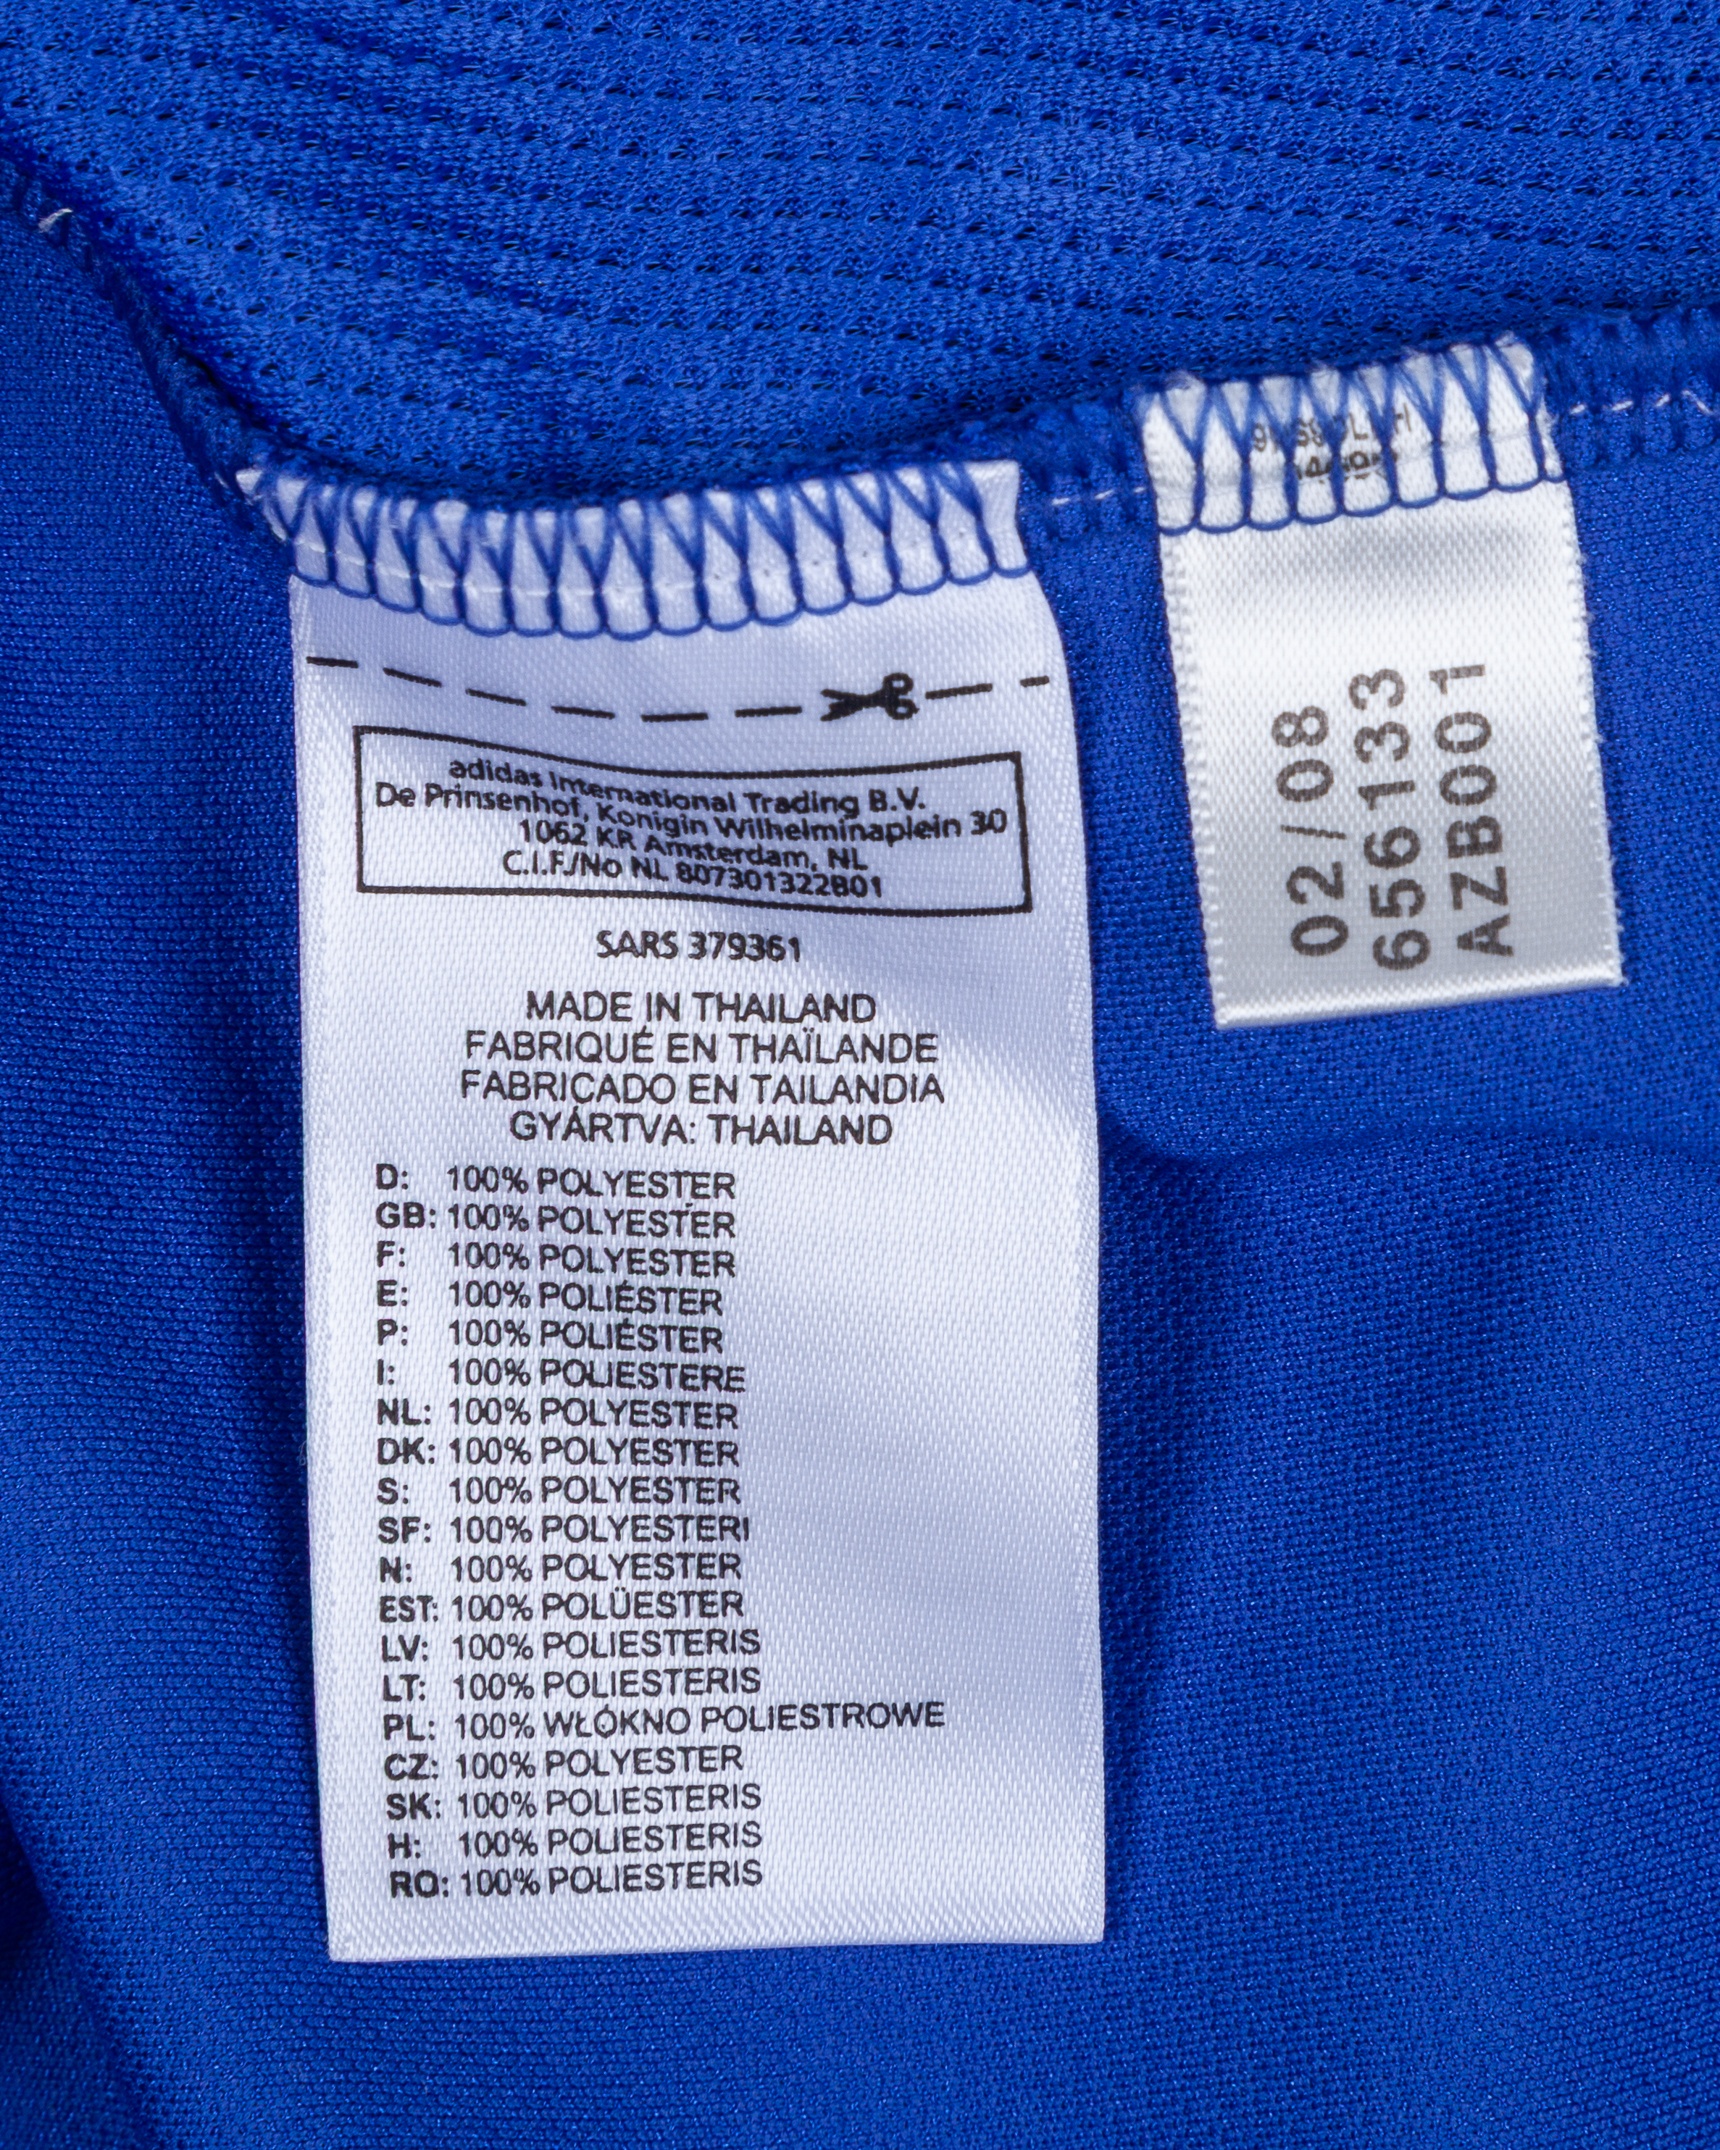 adidas International Trading B.V.
De Prinsenhof, Konigin Wilhelminaplein 30
1062 KR Amsterdam, NL
C.I.F./No NL 807301322B01
SARS 379361
MADE IN THAILAND
FABRIQUÉ EN THAÏLANDE
FABRICADO EN TAILANDIA
GYÁRTVA: THAILAND
D: 100% POLYESTER
GB: 100% POLYESTER
F: 100% POLYESTER
E: 100% POLIÉSTER
P: 100% POLIÉSTER
I: 100% POLIESTERE
NL: 100% POLYESTER
DK: 100% POLYESTER
S: 100% POLYESTER
SF: 100% POLYESTERI
N: 100% POLYESTER
EST: 100% POLÜESTER
LV: 100% POLIESTERIS
LT: 100% POLIESTERIS
PL: 100% WŁÓKNO POLIESTROWE
CZ: 100% POLYESTER
SK: 100% POLIESTERIS
H: 100% POLIESTERIS
RO: 100% POLIESTERIS
02/08
656133
AZB001